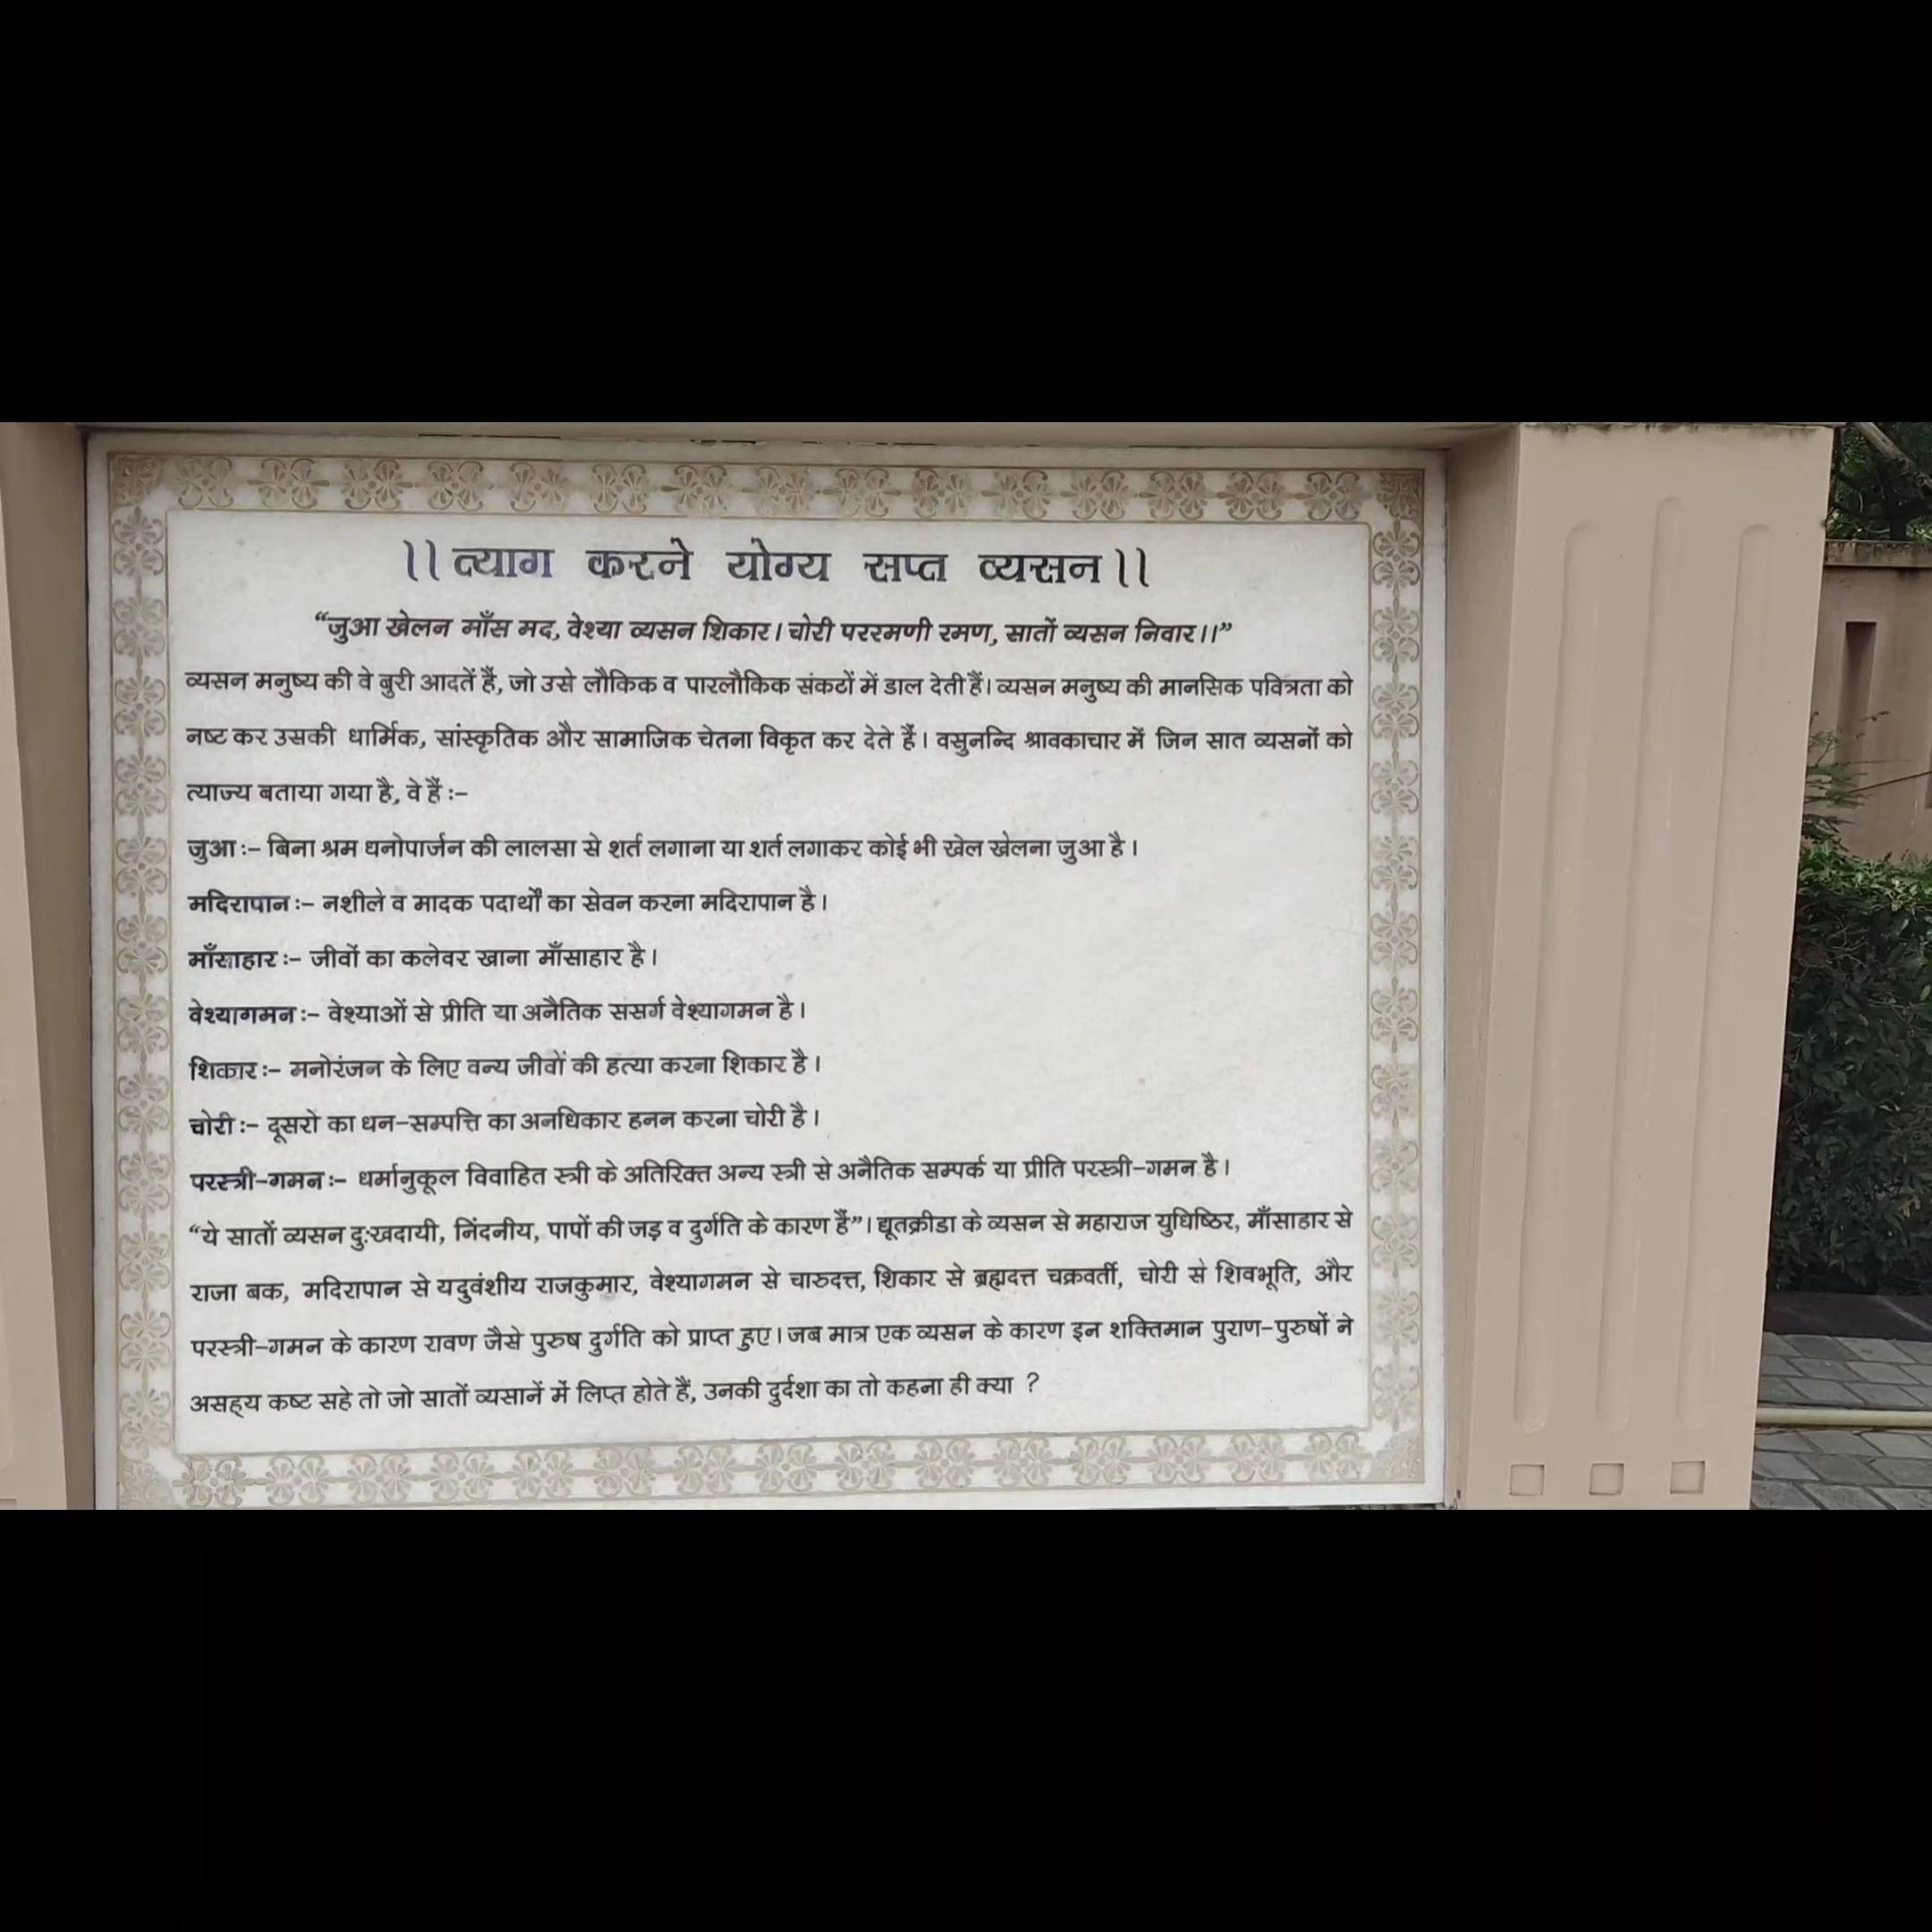 ।। त्याग करने योग्य सप्त व्यसन ।।
“जुआ खेलन माँस मद, वेश्या व्यसन शिकार। चोरी पररमणी रमण, सातों व्यसन निवार।।”
व्यसन मनुष्य की वे बुरी आदतें हैं, जो उसे लौकिक व पारलौकिक संकटों में डाल देती हैं। व्यसन मनुष्य की मानसिक पवित्रता को
नष्ट कर उसकी धार्मिक, सांस्कृतिक और सामाजिक चेतना विकृत कर देते हैं। वसुनन्दि श्रावकाचार में जिन सात व्यसनों को
त्याज्य बताया गया है, वे हैं :–
जुआ :– बिना श्रम धनोपार्जन की लालसा से शर्त लगाना या शर्त लगाकर कोई भी खेल खेलना जुआ है।
मदिरापान :– नशीले व मादक पदार्थों का सेवन करना मदिरापान है।
माँसाहार :– जीवों का कलेवर खाना माँसाहार है।
वेश्यागमन :– वेश्याओं से प्रीति या अनैतिक संसर्ग वेश्यागमन है।
शिकार :– मनोरंजन के लिए वन्य जीवों की हत्या करना शिकार है।
चोरी :– दूसरों का धन–सम्पत्ति का अनधिकार हनन करना चोरी है।
परस्त्री–गमन :– धर्मानुकूल विवाहित स्त्री के अतिरिक्त अन्य स्त्री से अनैतिक सम्पर्क या प्रीति परस्त्री–गमन है।
“ये सातों व्यसन दुःखदायी, निंदनीय, पापों की जड़ व दुर्गति के कारण हैं”। द्यूतक्रीडा के व्यसन से महाराज युधिष्ठिर, माँसाहार से
राजा बक, मदिरापान से यदुवंशीय राजकुमार, वेश्यागमन से चारुदत्त, शिकार से ब्रह्मदत्त चक्रवर्ती, चोरी से शिवभूति, और
परस्त्री–गमन के कारण रावण जैसे पुरुष दुर्गति को प्राप्त हुए। जब मात्र एक व्यसन के कारण इन शक्तिमान पुराण–पुरुषों ने
असह्य कष्ट सहे तो जो सातों व्यसानें में लिप्त होते हैं, उनकी दुर्दशा का तो कहना ही क्या ?